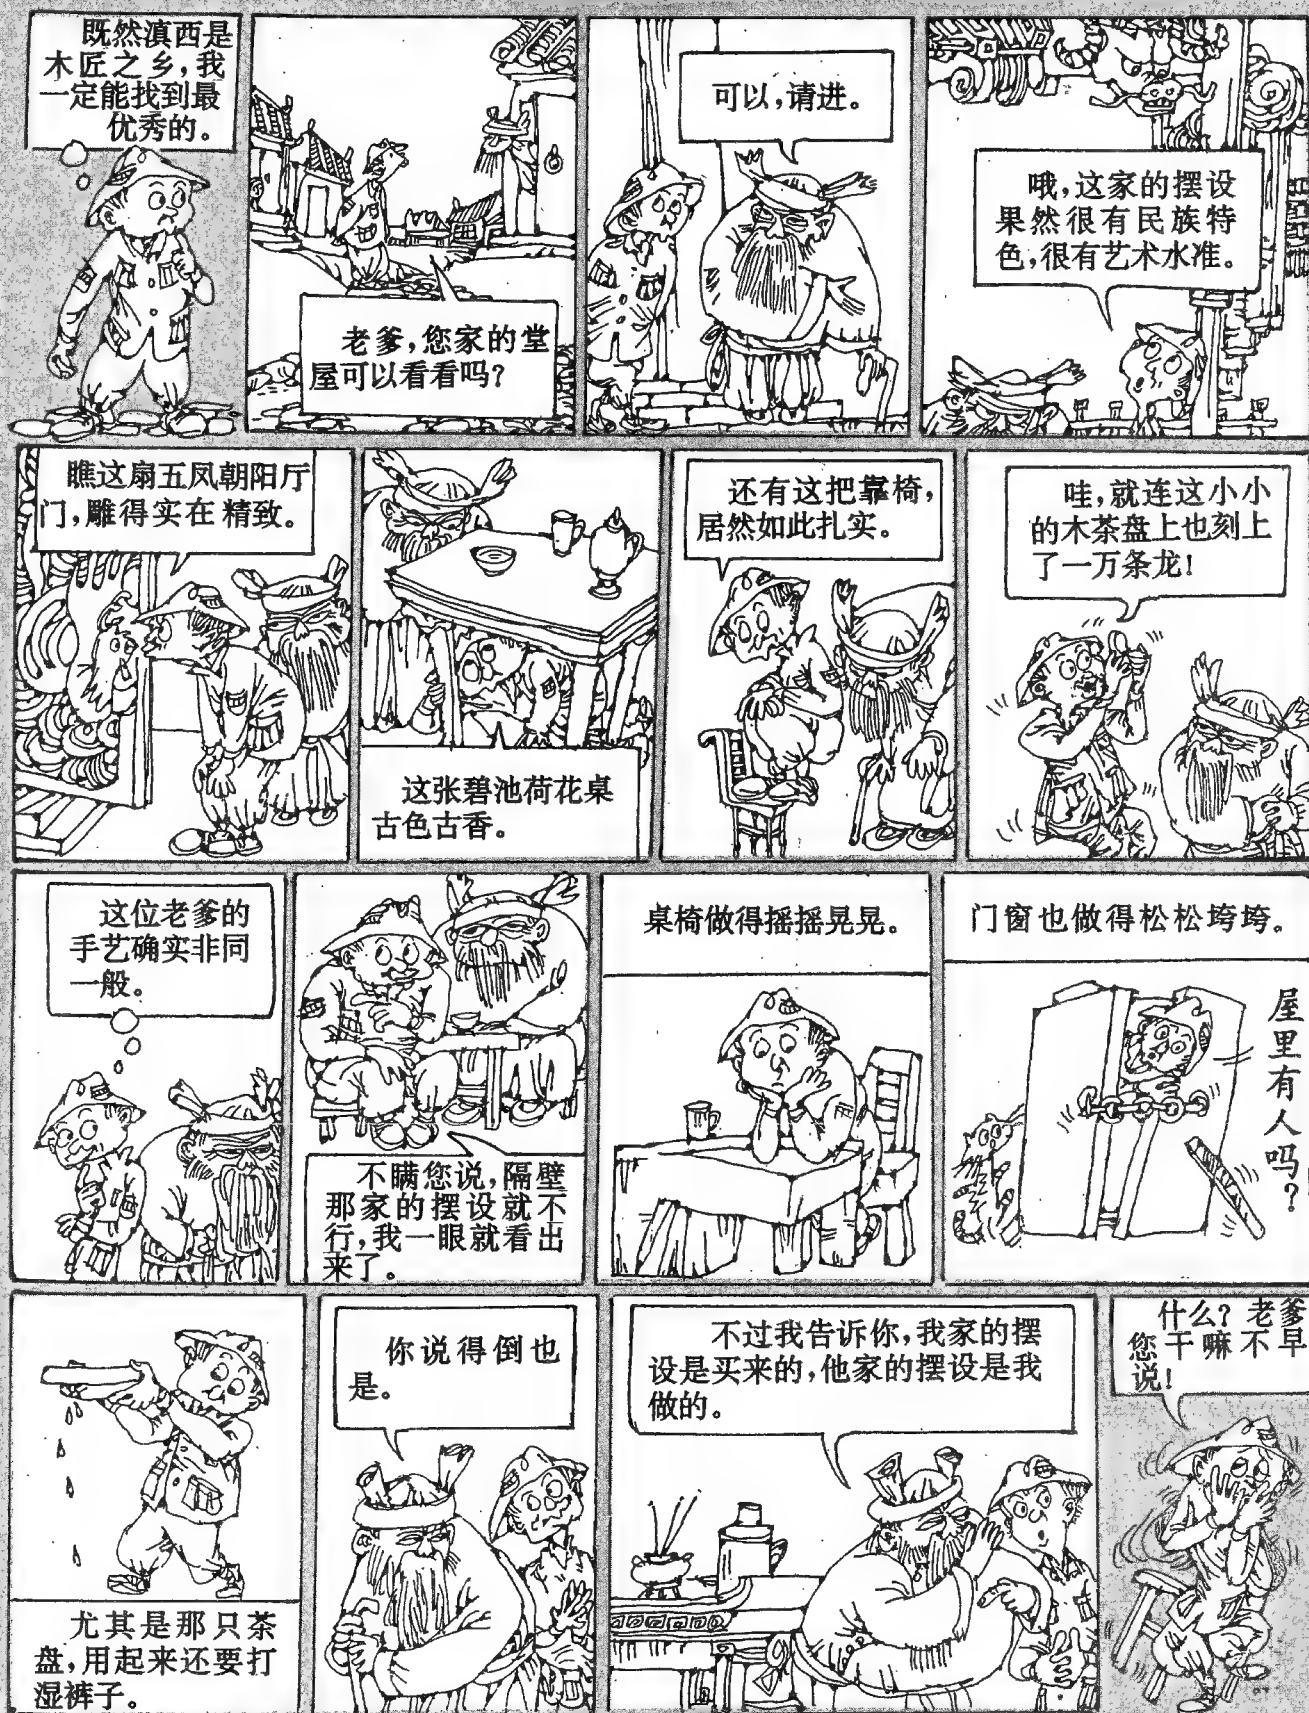 既然滇西是
木匠之乡，我
一定能找到最
优秀的。
老爹，您家的堂
屋可以看看吗？
可以，请进。
哦，这家的摆设
果然很有民族特
色，很有艺术水准。
瞧这扇五凤朝阳厅
门，雕得实在精致。
这张碧池荷花桌
古色古香。
还有这把靠椅，
居然如此扎实。
哇，就连这小小
的木茶盘上也刻上
了一万条龙！
这位老爹的
手艺确实非同
一般。
不瞒您说，隔壁
那家的摆设就不
行，我一眼就看出
来了。
桌椅做得摇摇晃晃。
门窗也做得松松垮垮。
屋里有人吗？
尤其是那只茶
盘，用起来还要打
湿裤子。
你说得倒也
是。
不过我告诉你，我家的摆
设是买来的，他家的摆设是我
做的。
什么？老爹
您干嘛不早
说！